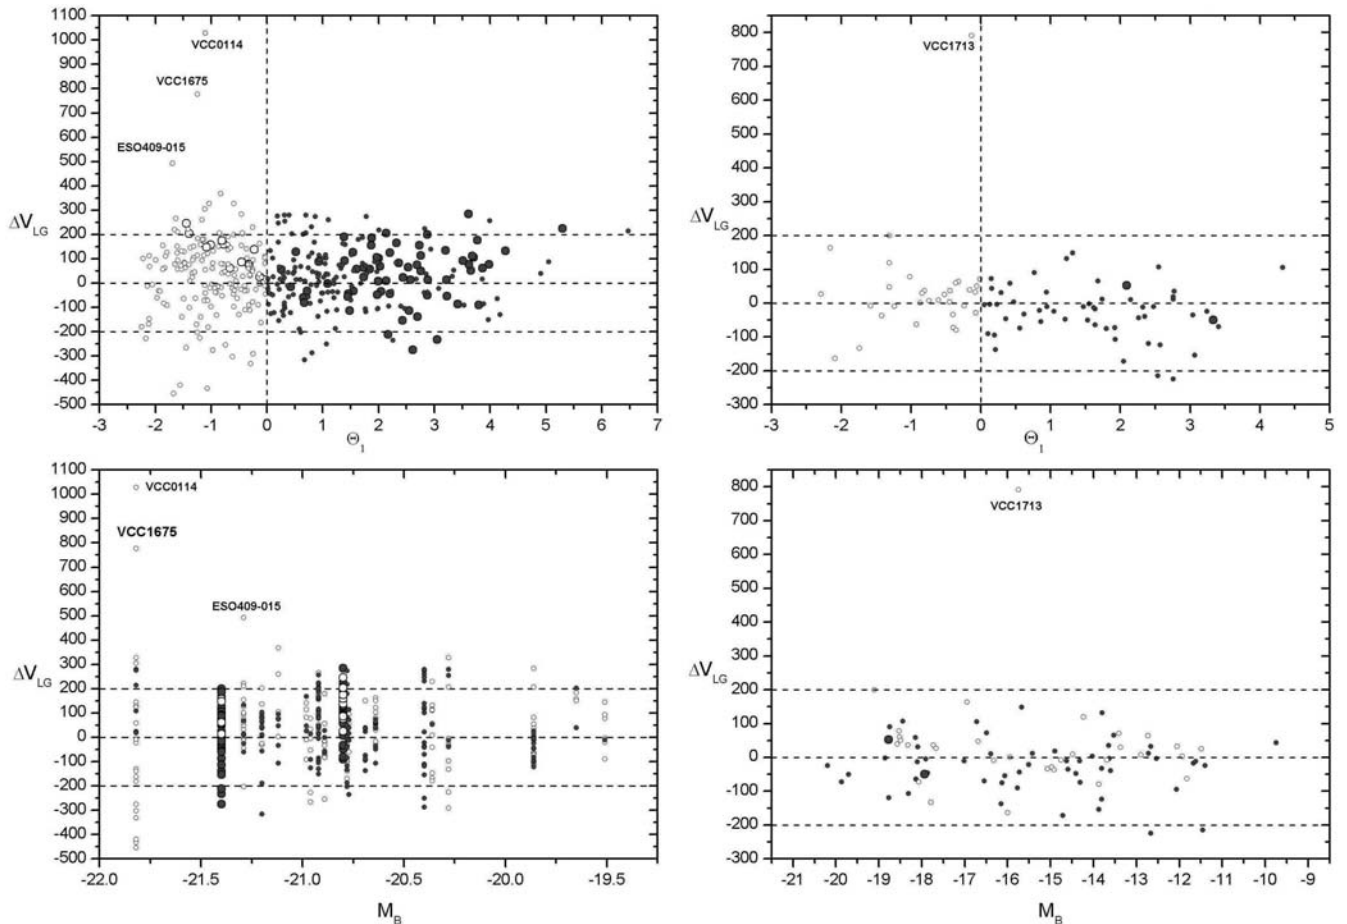 1100
1000
900
800
700
600
500
400
300
200
100
0
-100
-200
-300
-400
-500
ΔV_LG
VCC0114
VCC1675
ESO409-015
-3 -2 -1 0 1 2 3 4 5 6 7
Θ_1
800
700
600
500
400
300
200
100
0
-100
-200
-300
ΔV_LG
VCC1713
-3 -2 -1 0 1 2 3 4 5
Θ_1
1100
1000
900
800
700
600
500
400
300
200
100
0
-100
-200
-300
-400
-500
ΔV_LG
VCC0114
VCC1675
ESO409-015
-22.0 -21.5 -21.0 -20.5 -20.0 -19.5
M_B
800
700
600
500
400
300
200
100
0
-100
-200
-300
ΔV_LG
VCC1713
-21 -20 -19 -18 -17 -16 -15 -14 -13 -12 -11 -10 -9
M_B